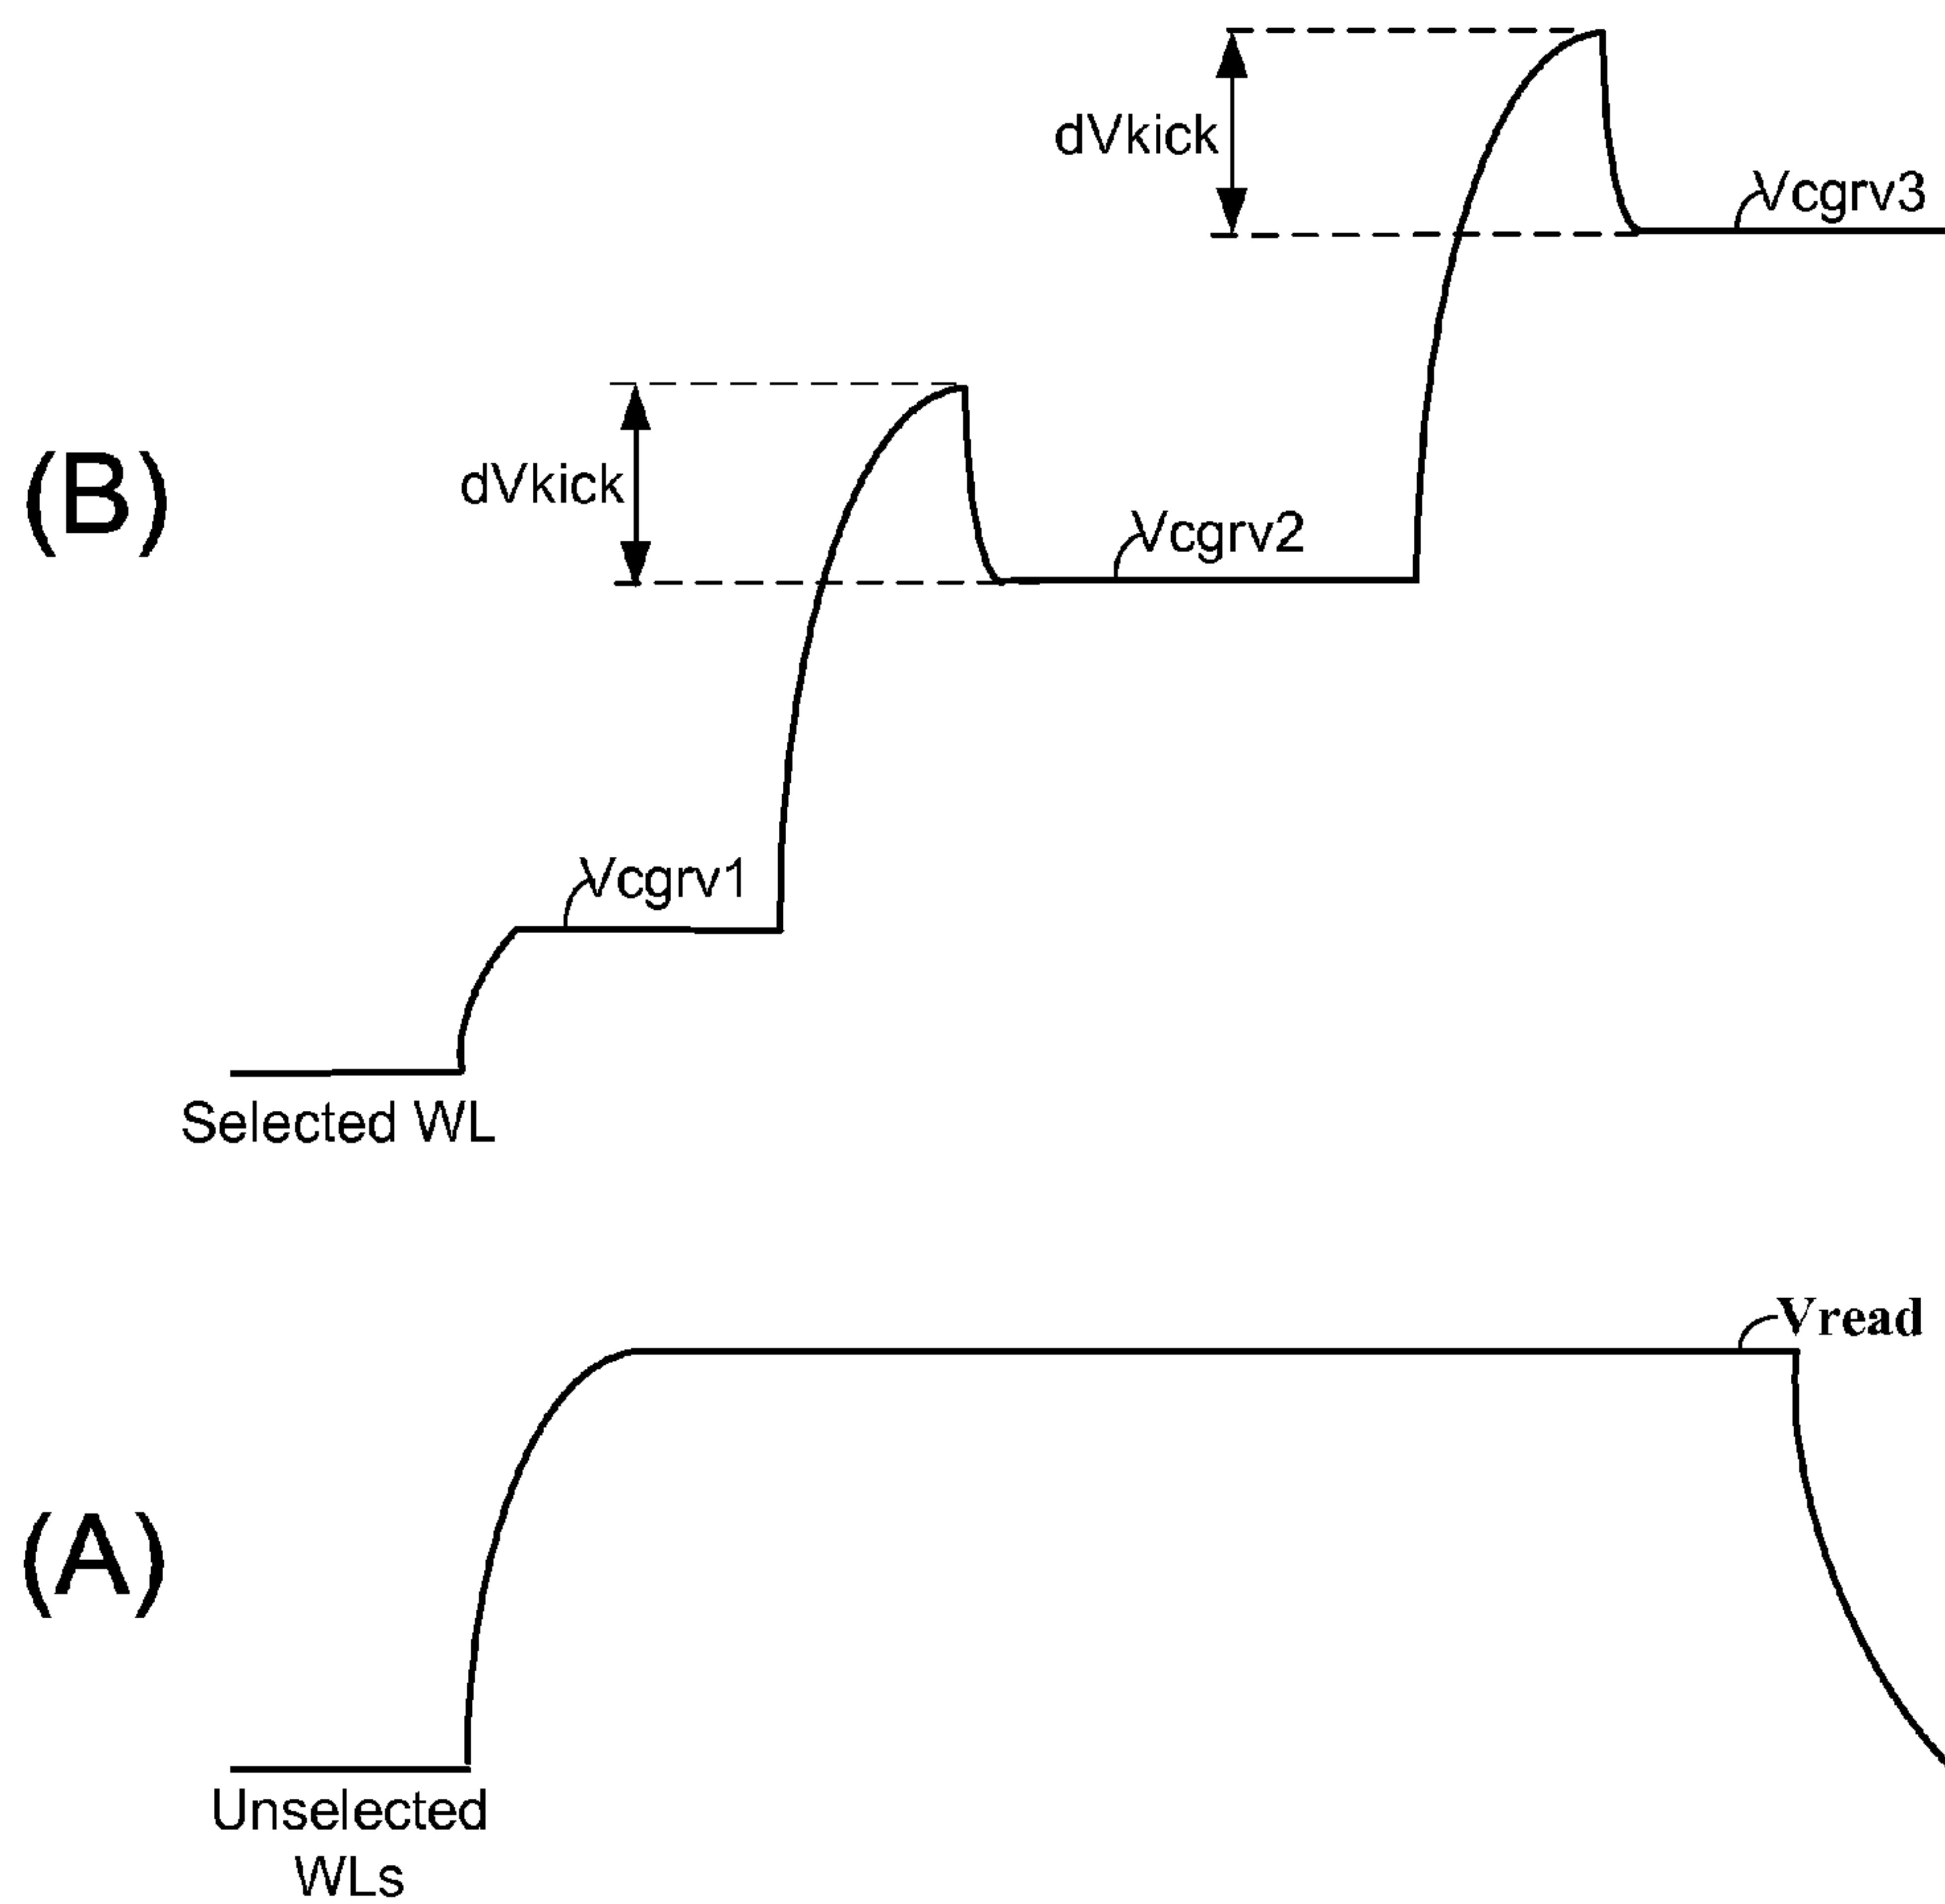 dVkick
Vcgrv3
(B)
dVkick
Vcgrv2
Vcgrv1
Selected WL
Vread
(A)
Unselected
WLs